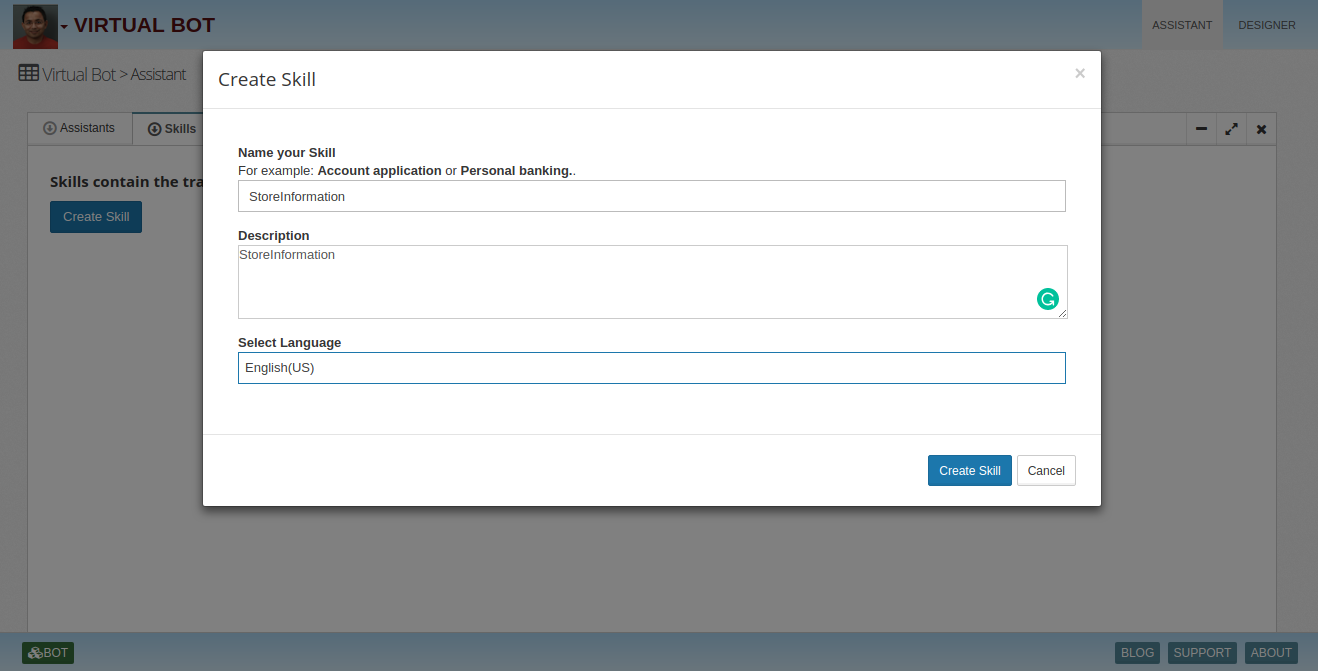 VIRTUAL BOT
ASSISTANT
DESIGNER
Virtual Bot > Assistant
Assistants
Skills
Skills contain the tra
Create Skill
Create Skill
×
Name your Skill
For example: Account application or Personal banking..
StoreInformation
Description
StoreInformation
Select Language
English(US)
Create Skill
Cancel
BOT
BLOG
SUPPORT
ABOUT